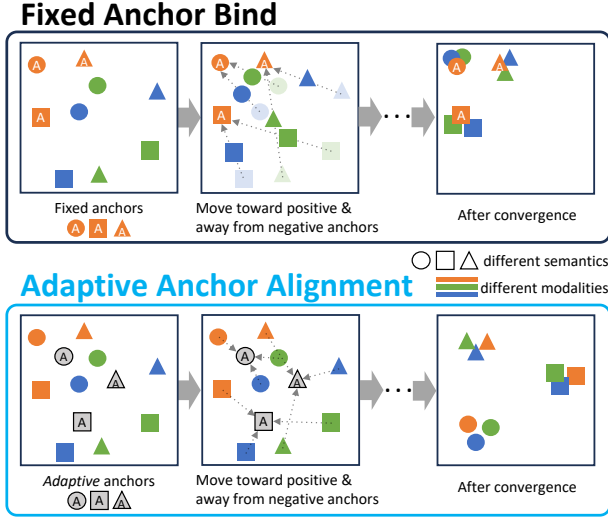 Fixed Anchor Bind
A A
A
Fixed anchors
A A A
A A
A
Move toward positive &
away from negative anchors
...
A A
A
After convergence
different semantics
different modalities
Adaptive Anchor Alignment
A
A
A
Adaptive anchors
A A A
A
A
A
Move toward positive &
away from negative anchors
...
After convergence